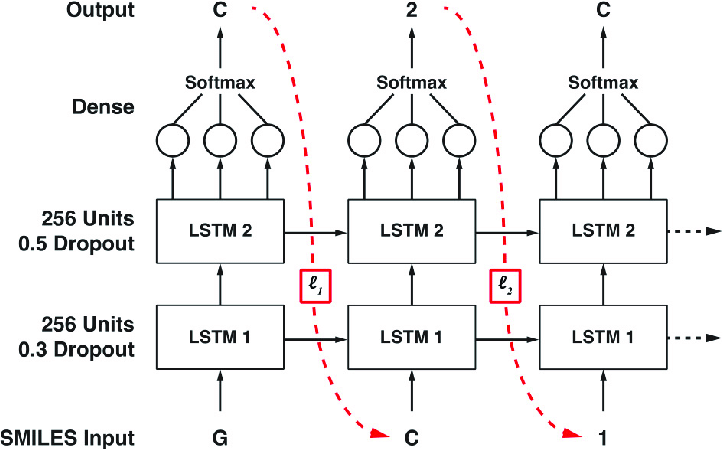 Output C 2 C
Dense Softmax Softmax Softmax
256 Units
0.5 Dropout LSTM 2 LSTM 2 LSTM 2
ℓ1 ℓ2
256 Units
0.3 Dropout LSTM 1 LSTM 1 LSTM 1
SMILES Input G C 1